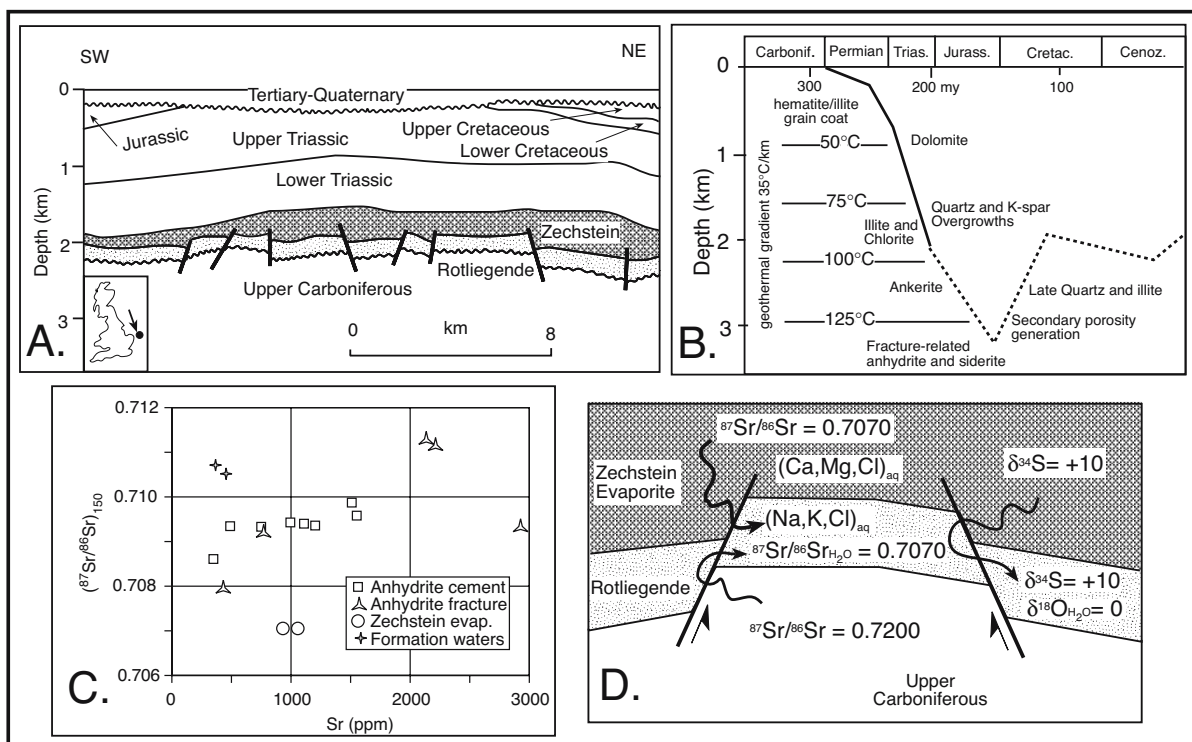 SW
NE
0
Tertiary-Quaternary
Jurassic
Upper Triassic
Upper Cretaceous
Lower Cretaceous
1
Lower Triassic
Depth (km)
Zechstein
2
Rotliegende
Upper Carboniferous
3
0 km 8
A.
Carbonif. Permian Trias. Jurass. Cretac. Cenoz.
0
300 200 my 100
hematite/illite
grain coat
50°C
Dolomite
1
geothermal gradient 35°C/km
Depth (km)
75°C
Quartz and K-spar
Overgrowths
Illite and
Chlorite
2
100°C
Ankerite
Late Quartz and illite
125°C
Secondary porosity
generation
3
Fracture-related
anhydrite and siderite
B.
0.712
0.710
0.708
0.706
(⁸⁷Sr/⁸⁶Sr)₁₅₀
Anhydrite cement
Anhydrite fracture
Zechstein evap.
Formation waters
0 1000 2000 3000
Sr (ppm)
C.
⁸⁷Sr/⁸⁶Sr = 0.7070
Zechstein
Evaporite
(Ca,Mg,Cl)aq
δ³⁴S= +10
(Na,K,Cl)aq
⁸⁷Sr/⁸⁶SrH₂O = 0.7070
Rotliegende
δ³⁴S= +10
δ¹⁸OH₂O= 0
⁸⁷Sr/⁸⁶Sr = 0.7200
Upper
Carboniferous
D.